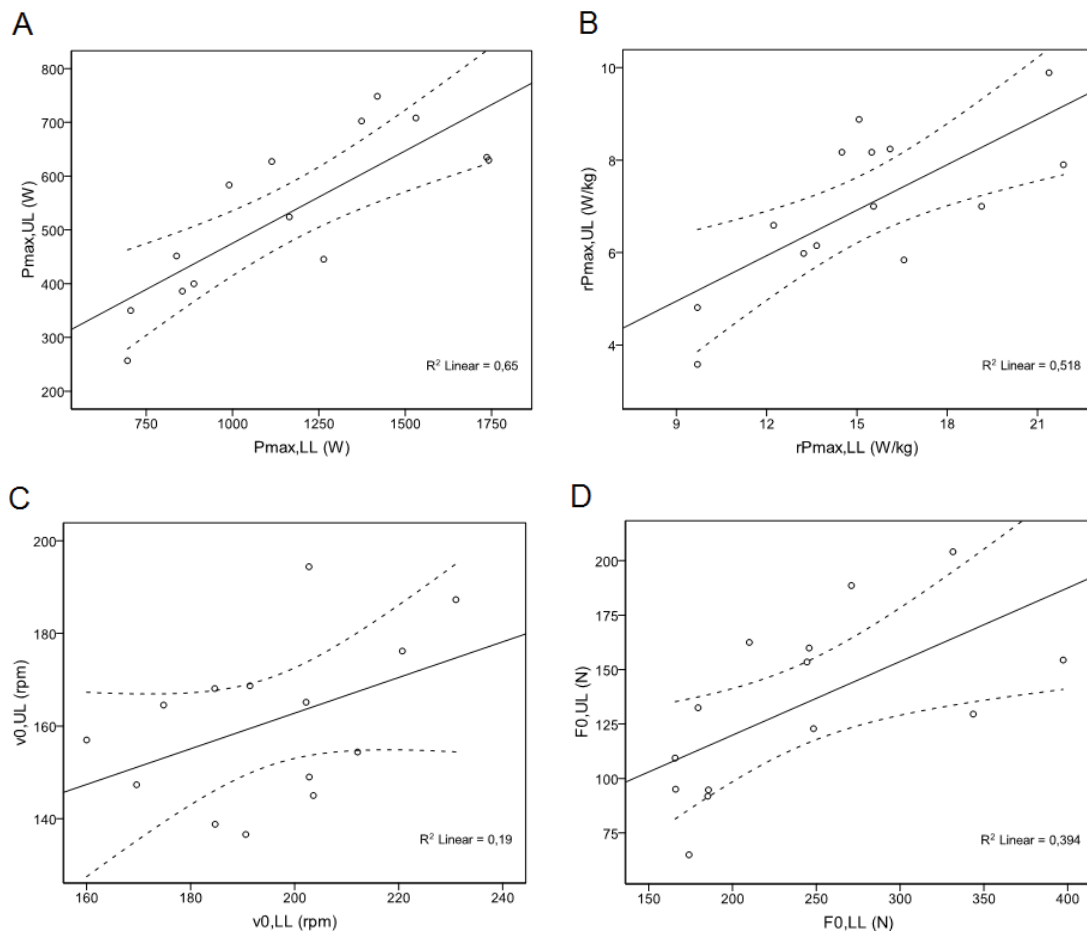 A
Pmax,UL (W)
800
700
600
500
400
300
200
R² Linear = 0,65
750 1000 1250 1500 1750
Pmax,LL (W)
B
rPmax,UL (W/kg)
10
8
6
4
R² Linear = 0,518
9 12 15 18 21
rPmax,LL (W/kg)
C
v0,UL (rpm)
200
180
160
140
R² Linear = 0,19
160 180 200 220 240
v0,LL (rpm)
D
F0,UL (N)
200
175
150
125
100
75
R² Linear = 0,394
150 200 250 300 350 400
F0,LL (N)